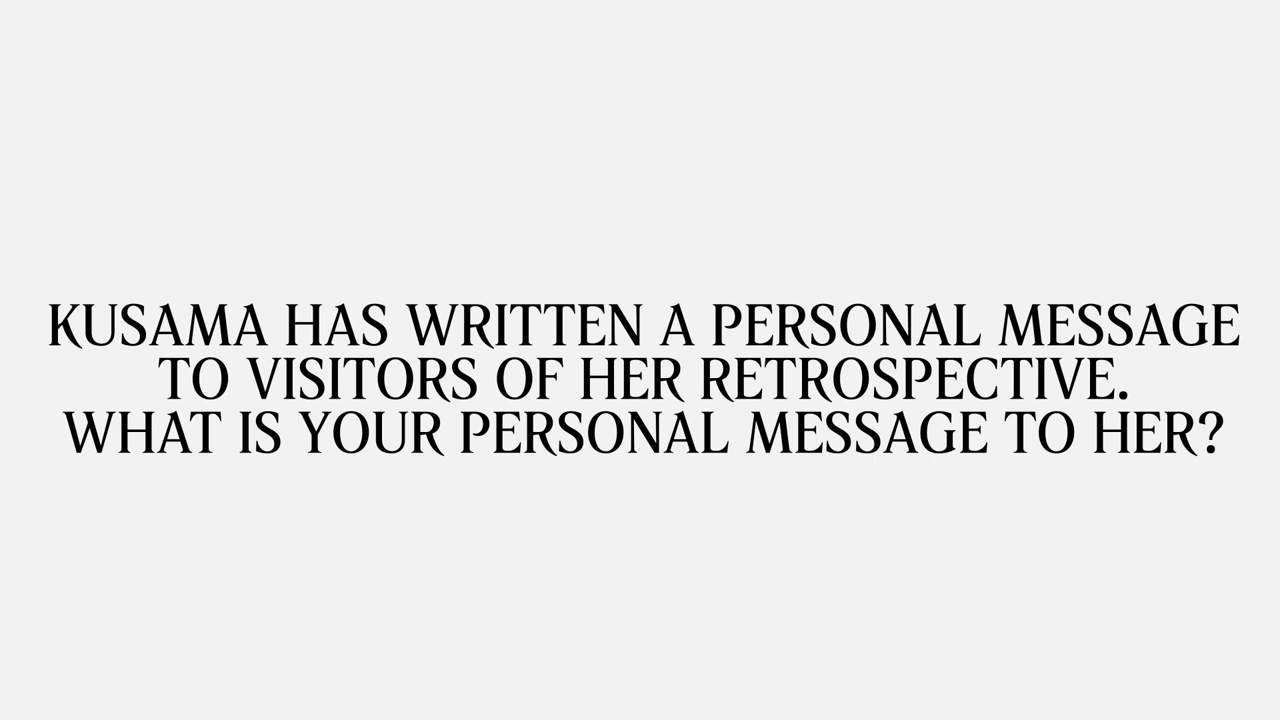 KUSAMA HAS WRITTEN A PERSONAL MESSAGE
TO VISITORS OF HER RETROSPECTIVE.
WHAT IS YOUR PERSONAL MESSAGE TO HER?